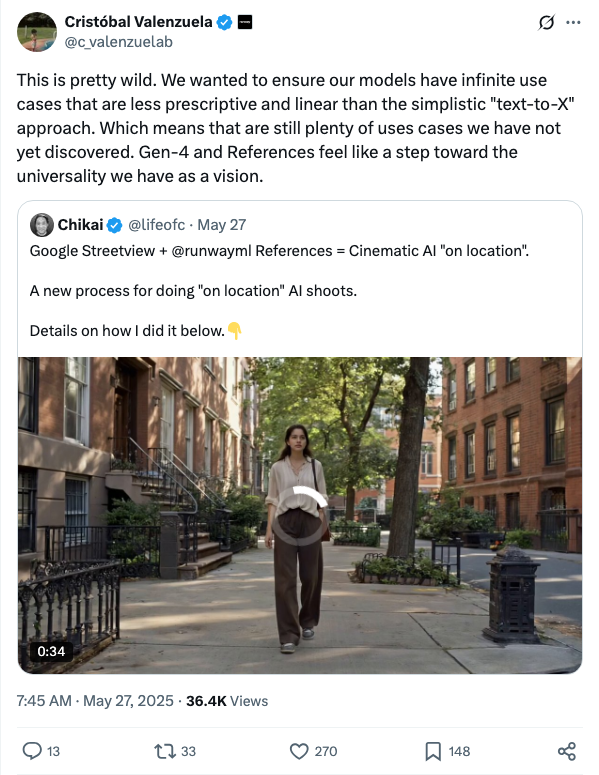 Cristóbal Valenzuela
@c_valenzuelab
This is pretty wild. We wanted to ensure our models have infinite use
cases that are less prescriptive and linear than the simplistic "text-to-X"
approach. Which means that are still plenty of uses cases we have not
yet discovered. Gen-4 and References feel like a step toward the
universality we have as a vision.
Chikai @lifeofc · May 27
Google Streetview + @runwayml References = Cinematic AI "on location".
A new process for doing "on location" AI shoots.
Details on how I did it below.👇
0:34
7:45 AM · May 27, 2025 · 36.4K Views
13 33 270 148